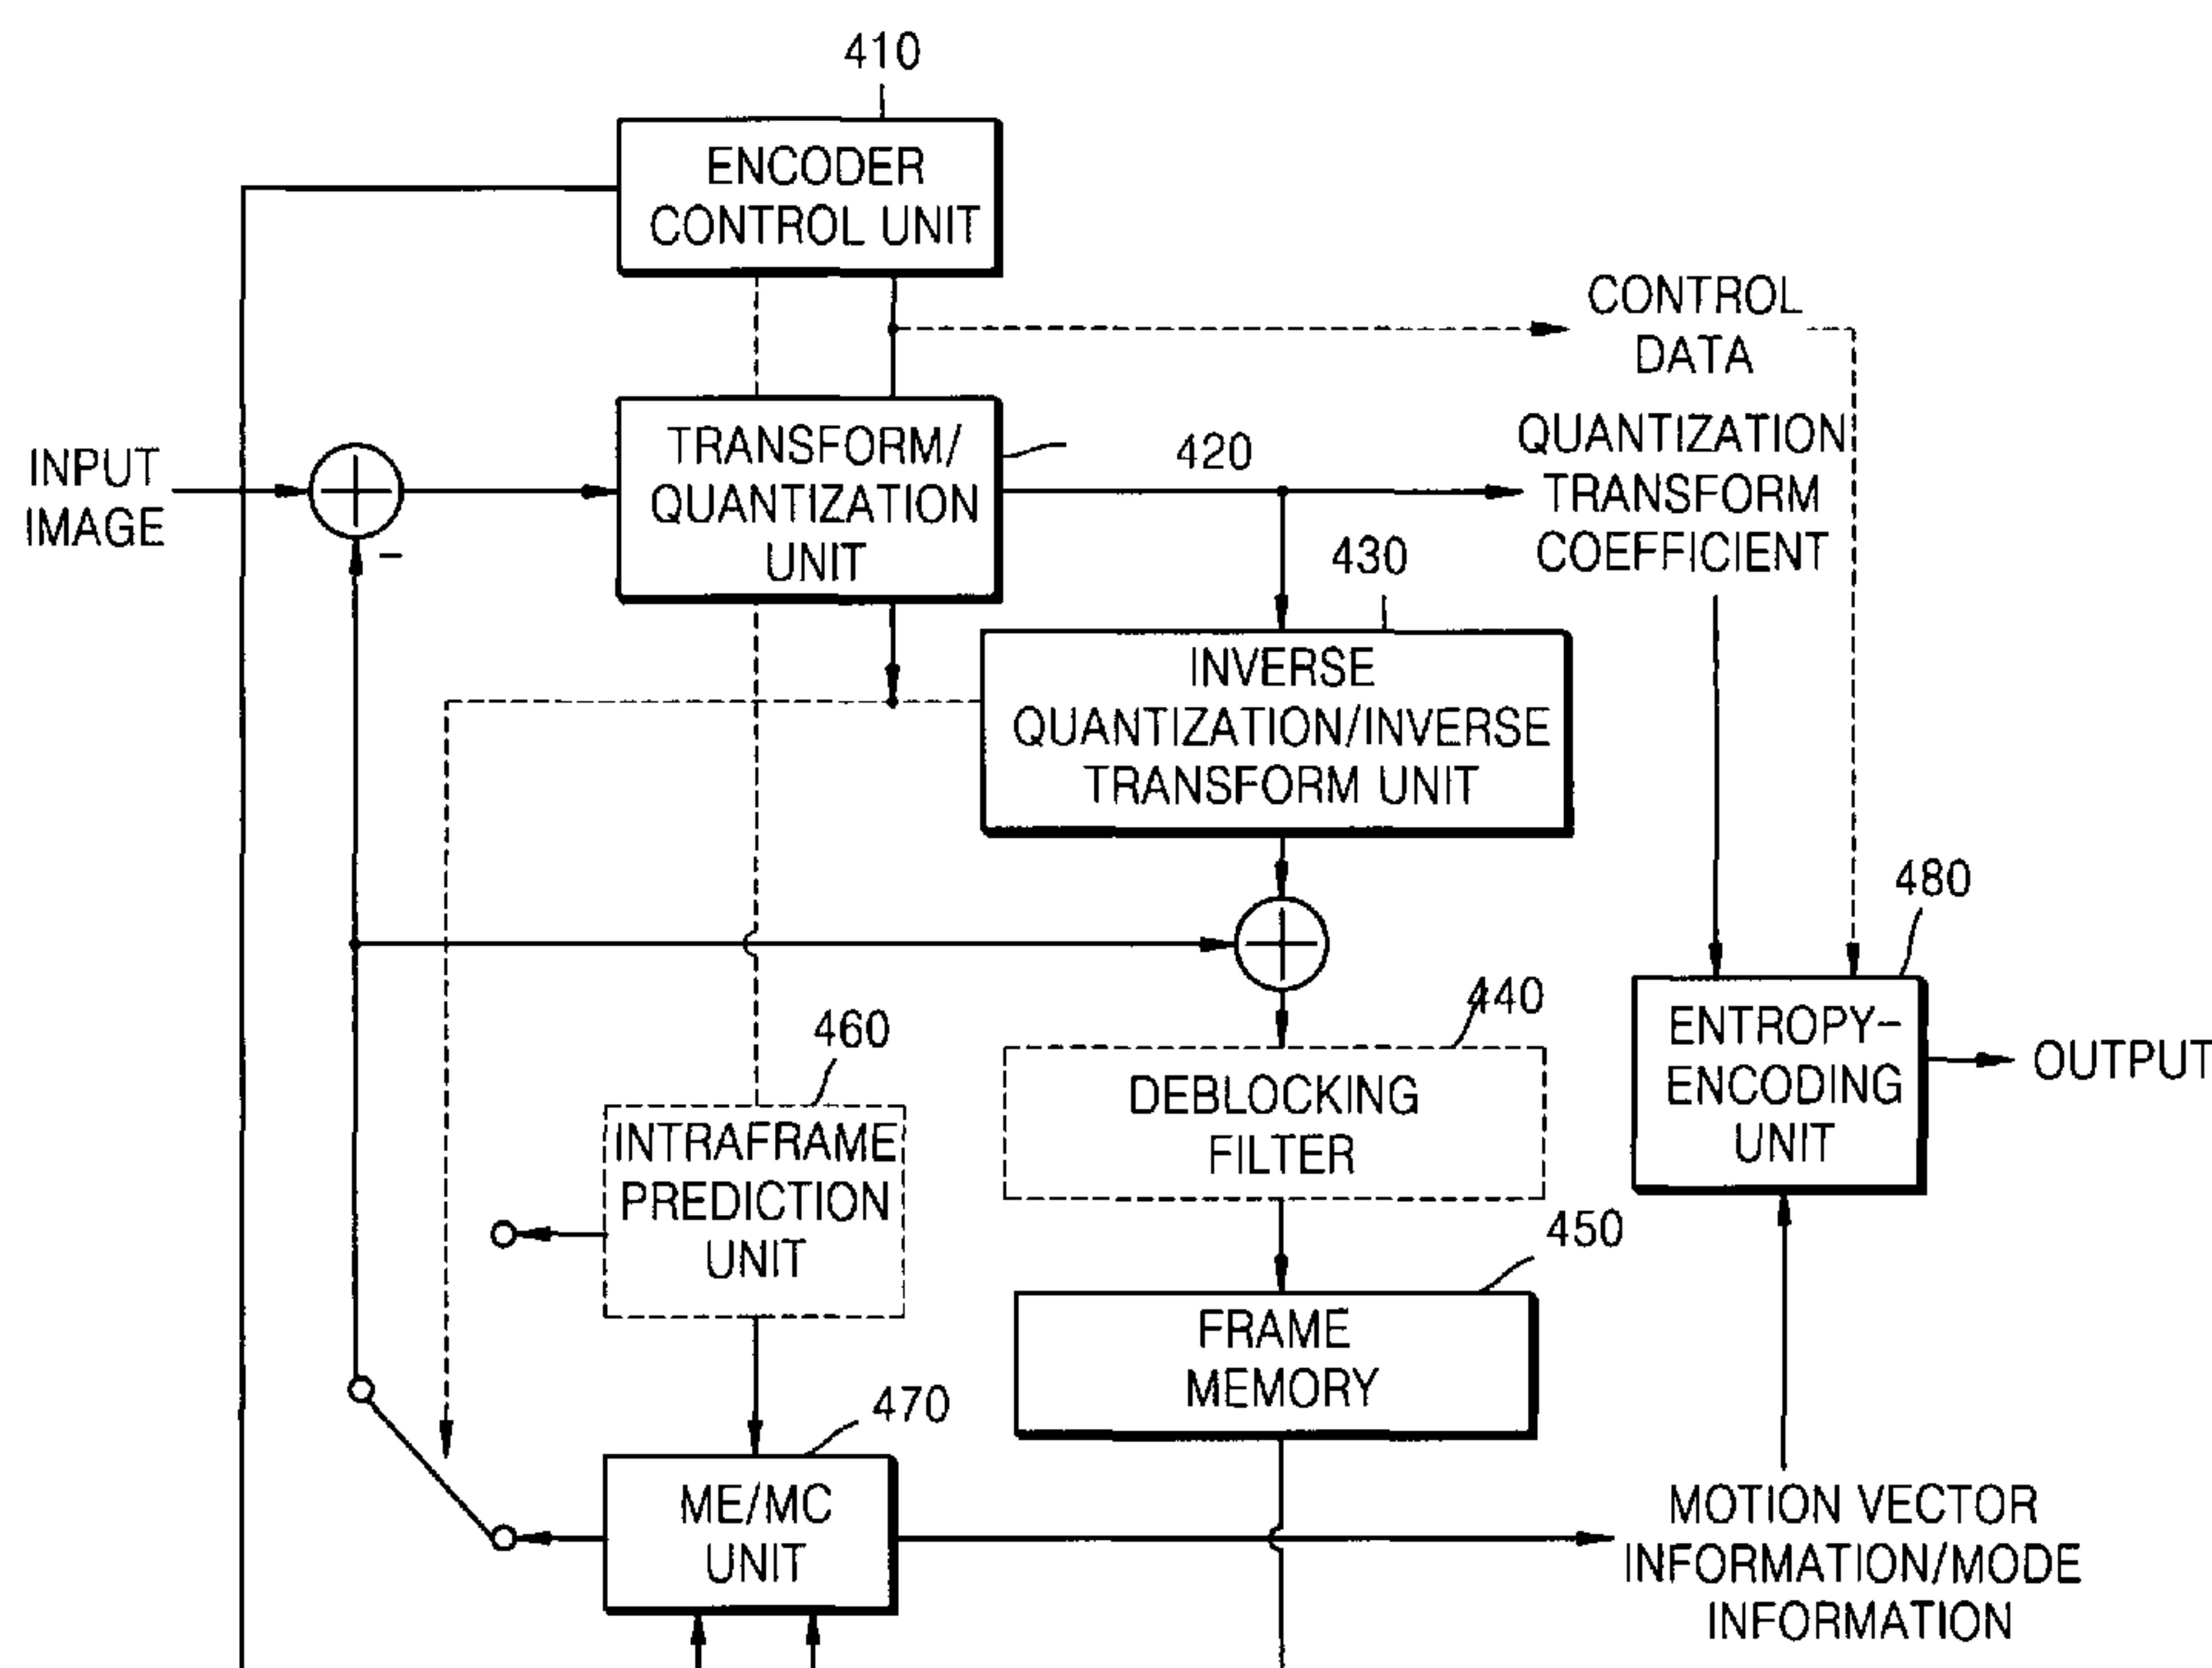 410
ENCODER
CONTROL UNIT
CONTROL
DATA
INPUT
IMAGE
–
TRANSFORM/
QUANTIZATION
UNIT
420
QUANTIZATION
TRANSFORM
COEFFICIENT
430
INVERSE
QUANTIZATION/INVERSE
TRANSFORM UNIT
480
ENTROPY-
ENCODING
UNIT
OUTPUT
440
DEBLOCKING
FILTER
460
INTRAFRAME
PREDICTION
UNIT
450
FRAME
MEMORY
470
ME/MC
UNIT
MOTION VECTOR
INFORMATION/MODE
INFORMATION